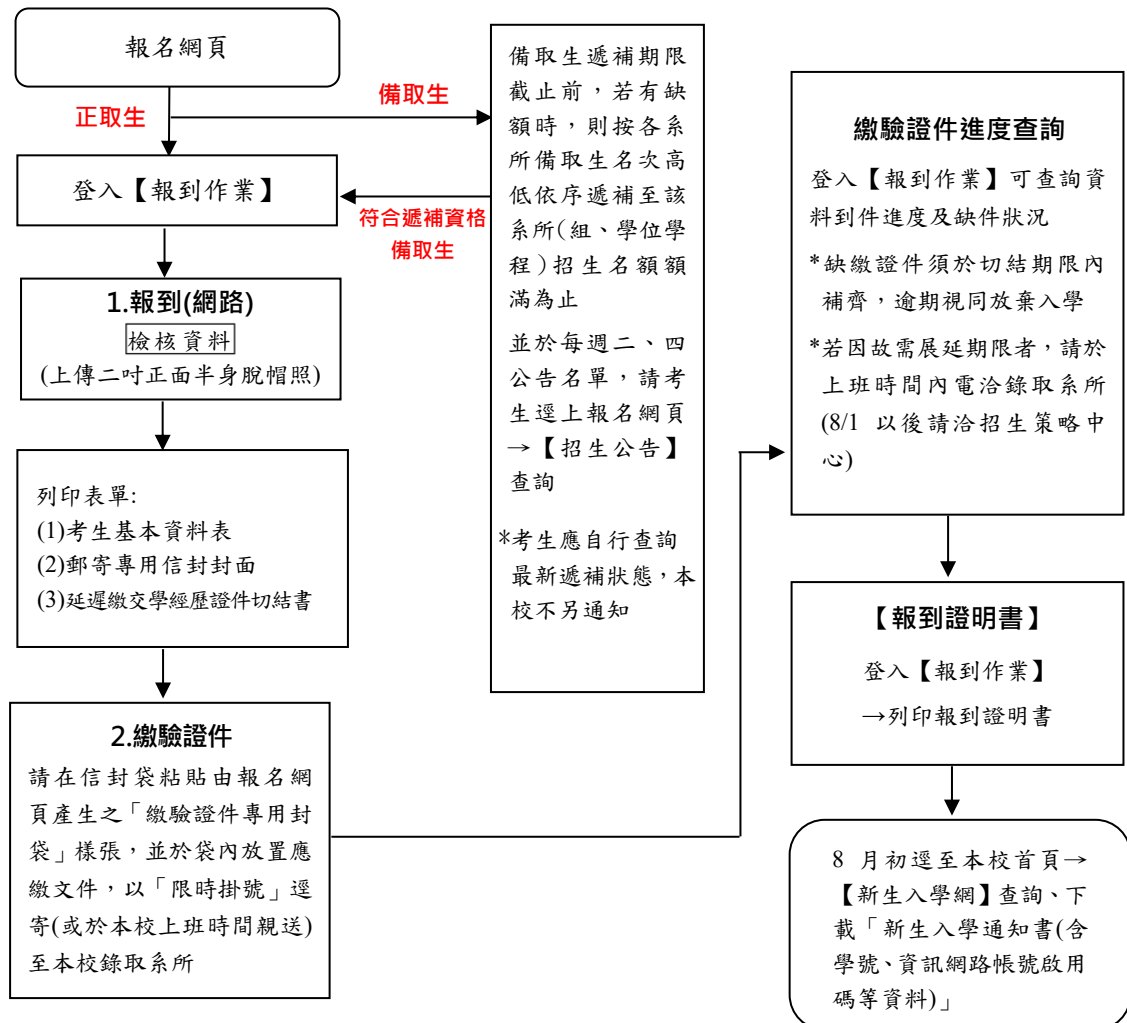 報名網頁
正取生
備取生
登入【報到作業】
符合遞補資格
備取生
1.報到(網路)
檢核資料
(上傳二吋正面半身脫帽照)
列印表單:
(1)考生基本資料表
(2)郵寄專用信封封面
(3)延遲繳交學經歷證件切結書
2.繳驗證件
請在信封袋粘貼由報名網
頁產生之「繳驗證件專用封
袋」樣張，並於袋內放置應
繳文件，以「限時掛號」逕
寄(或於本校上班時間親送)
至本校錄取系所
備取生遞補期限
截止前，若有缺
額時，則按各系
所備取生名次高
低依序遞補至該
系所(組、學位學
程)招生名額額
滿為止
並於每週二、四
公告名單，請考
生逕上報名網頁
→【招生公告】
查詢
*考生應自行查詢
最新遞補狀態，本
校不另通知
繳驗證件進度查詢
登入【報到作業】可查詢資
料到件進度及缺件狀況
*缺繳證件須於切結期限內
補齊，逾期視同放棄入學
*若因故需展延期限者，請於
上班時間內電洽錄取系所
(8/1 以後請洽招生策略中
心)
【報到證明書】
登入【報到作業】
→列印報到證明書
8 月初逕至本校首頁→
【新生入學網】查詢、下
載「新生入學通知書(含
學號、資訊網路帳號啟用
碼等資料)」